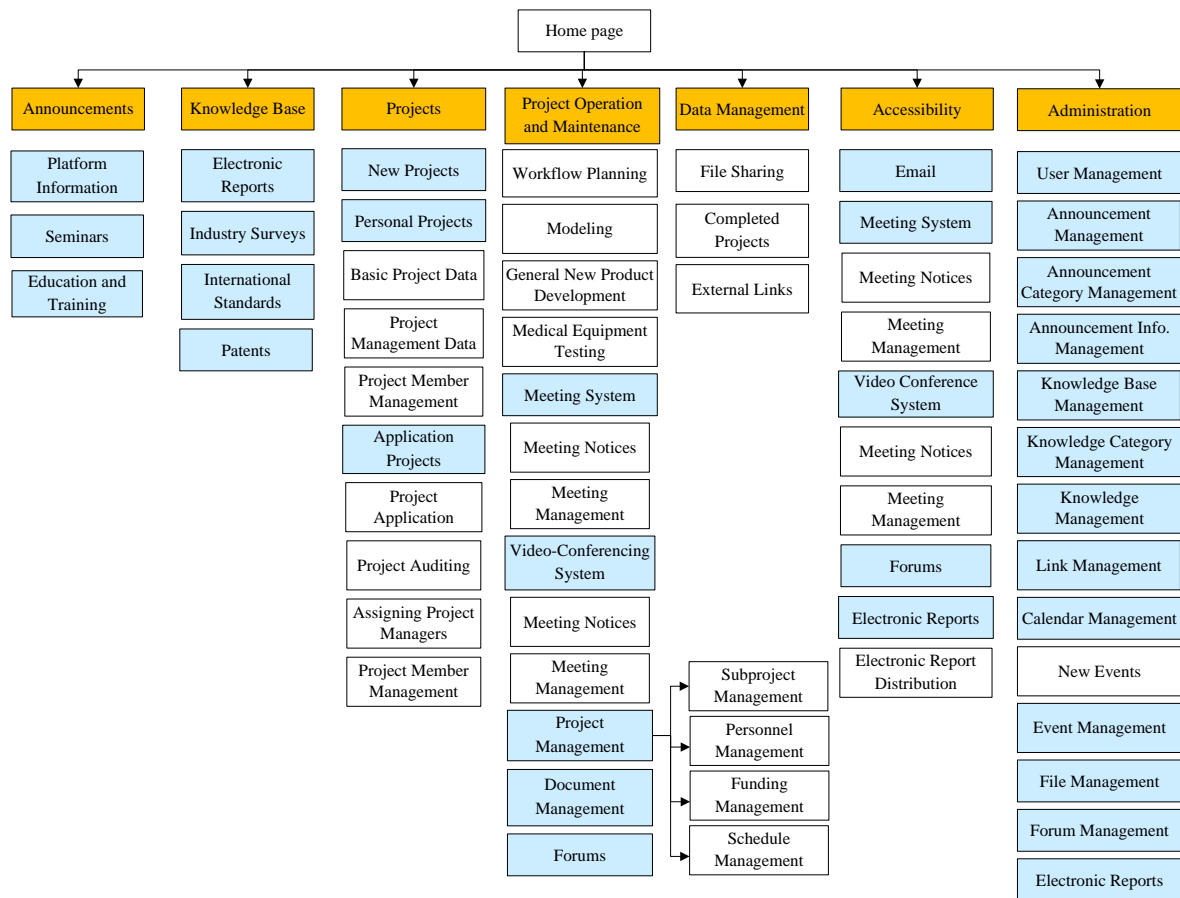 Home page
Announcements
Platform
Information
Seminars
Education and
Training
Knowledge Base
Electronic
Reports
Industry Surveys
International
Standards
Patents
Projects
New Projects
Personal Projects
Basic Project Data
Project
Management Data
Project Member
Management
Application
Projects
Project
Application
Project Auditing
Assigning Project
Managers
Project Member
Management
Project Operation
and Maintenance
Workflow Planning
Modeling
General New Product
Development
Medical Equipment
Testing
Meeting System
Meeting Notices
Meeting
Management
Video-Conferencing
System
Meeting Notices
Meeting
Management
Project
Management
Document
Management
Forums
Subproject
Management
Personnel
Management
Funding
Management
Schedule
Management
Data Management
File Sharing
Completed
Projects
External Links
Accessibility
Email
Meeting System
Meeting Notices
Meeting
Management
Video Conference
System
Meeting Notices
Meeting
Management
Forums
Electronic Reports
Electronic Report
Distribution
Administration
User Management
Announcement
Management
Announcement
Category Management
Announcement Info.
Management
Knowledge Base
Management
Knowledge Category
Management
Knowledge
Management
Link Management
Calendar Management
New Events
Event Management
File Management
Forum Management
Electronic Reports